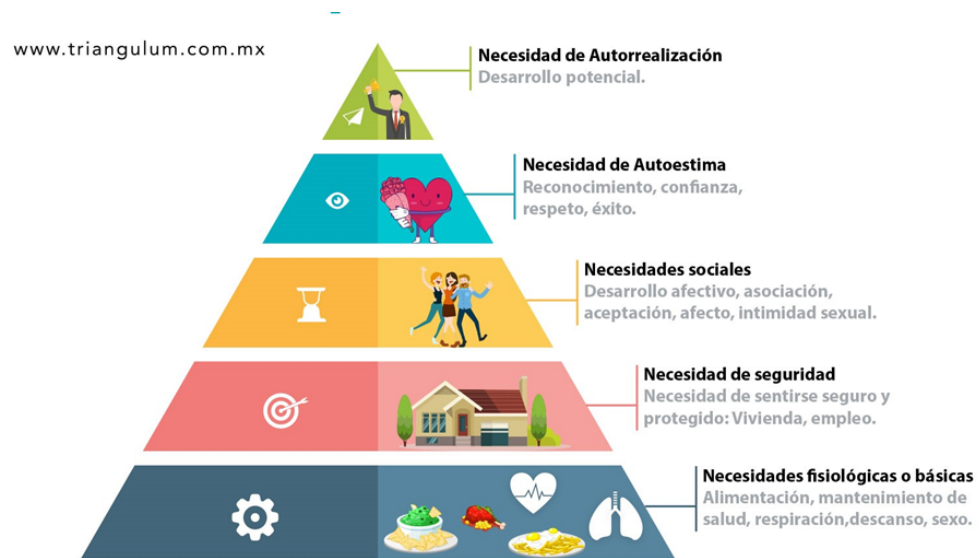 www.triangulum.com.mx
Necesidad de Autorrealización
Desarrollo potencial.
Necesidad de Autoestima
Reconocimiento, confianza,
respeto, éxito.
Necesidades sociales
Desarrollo afectivo, asociación,
aceptación, afecto, intimidad sexual.
Necesidad de seguridad
Necesidad de sentirse seguro y
protegido: Vivienda, empleo.
Necesidades fisiológicas o básicas
Alimentación, mantenimiento de
salud, respiración,descanso, sexo.